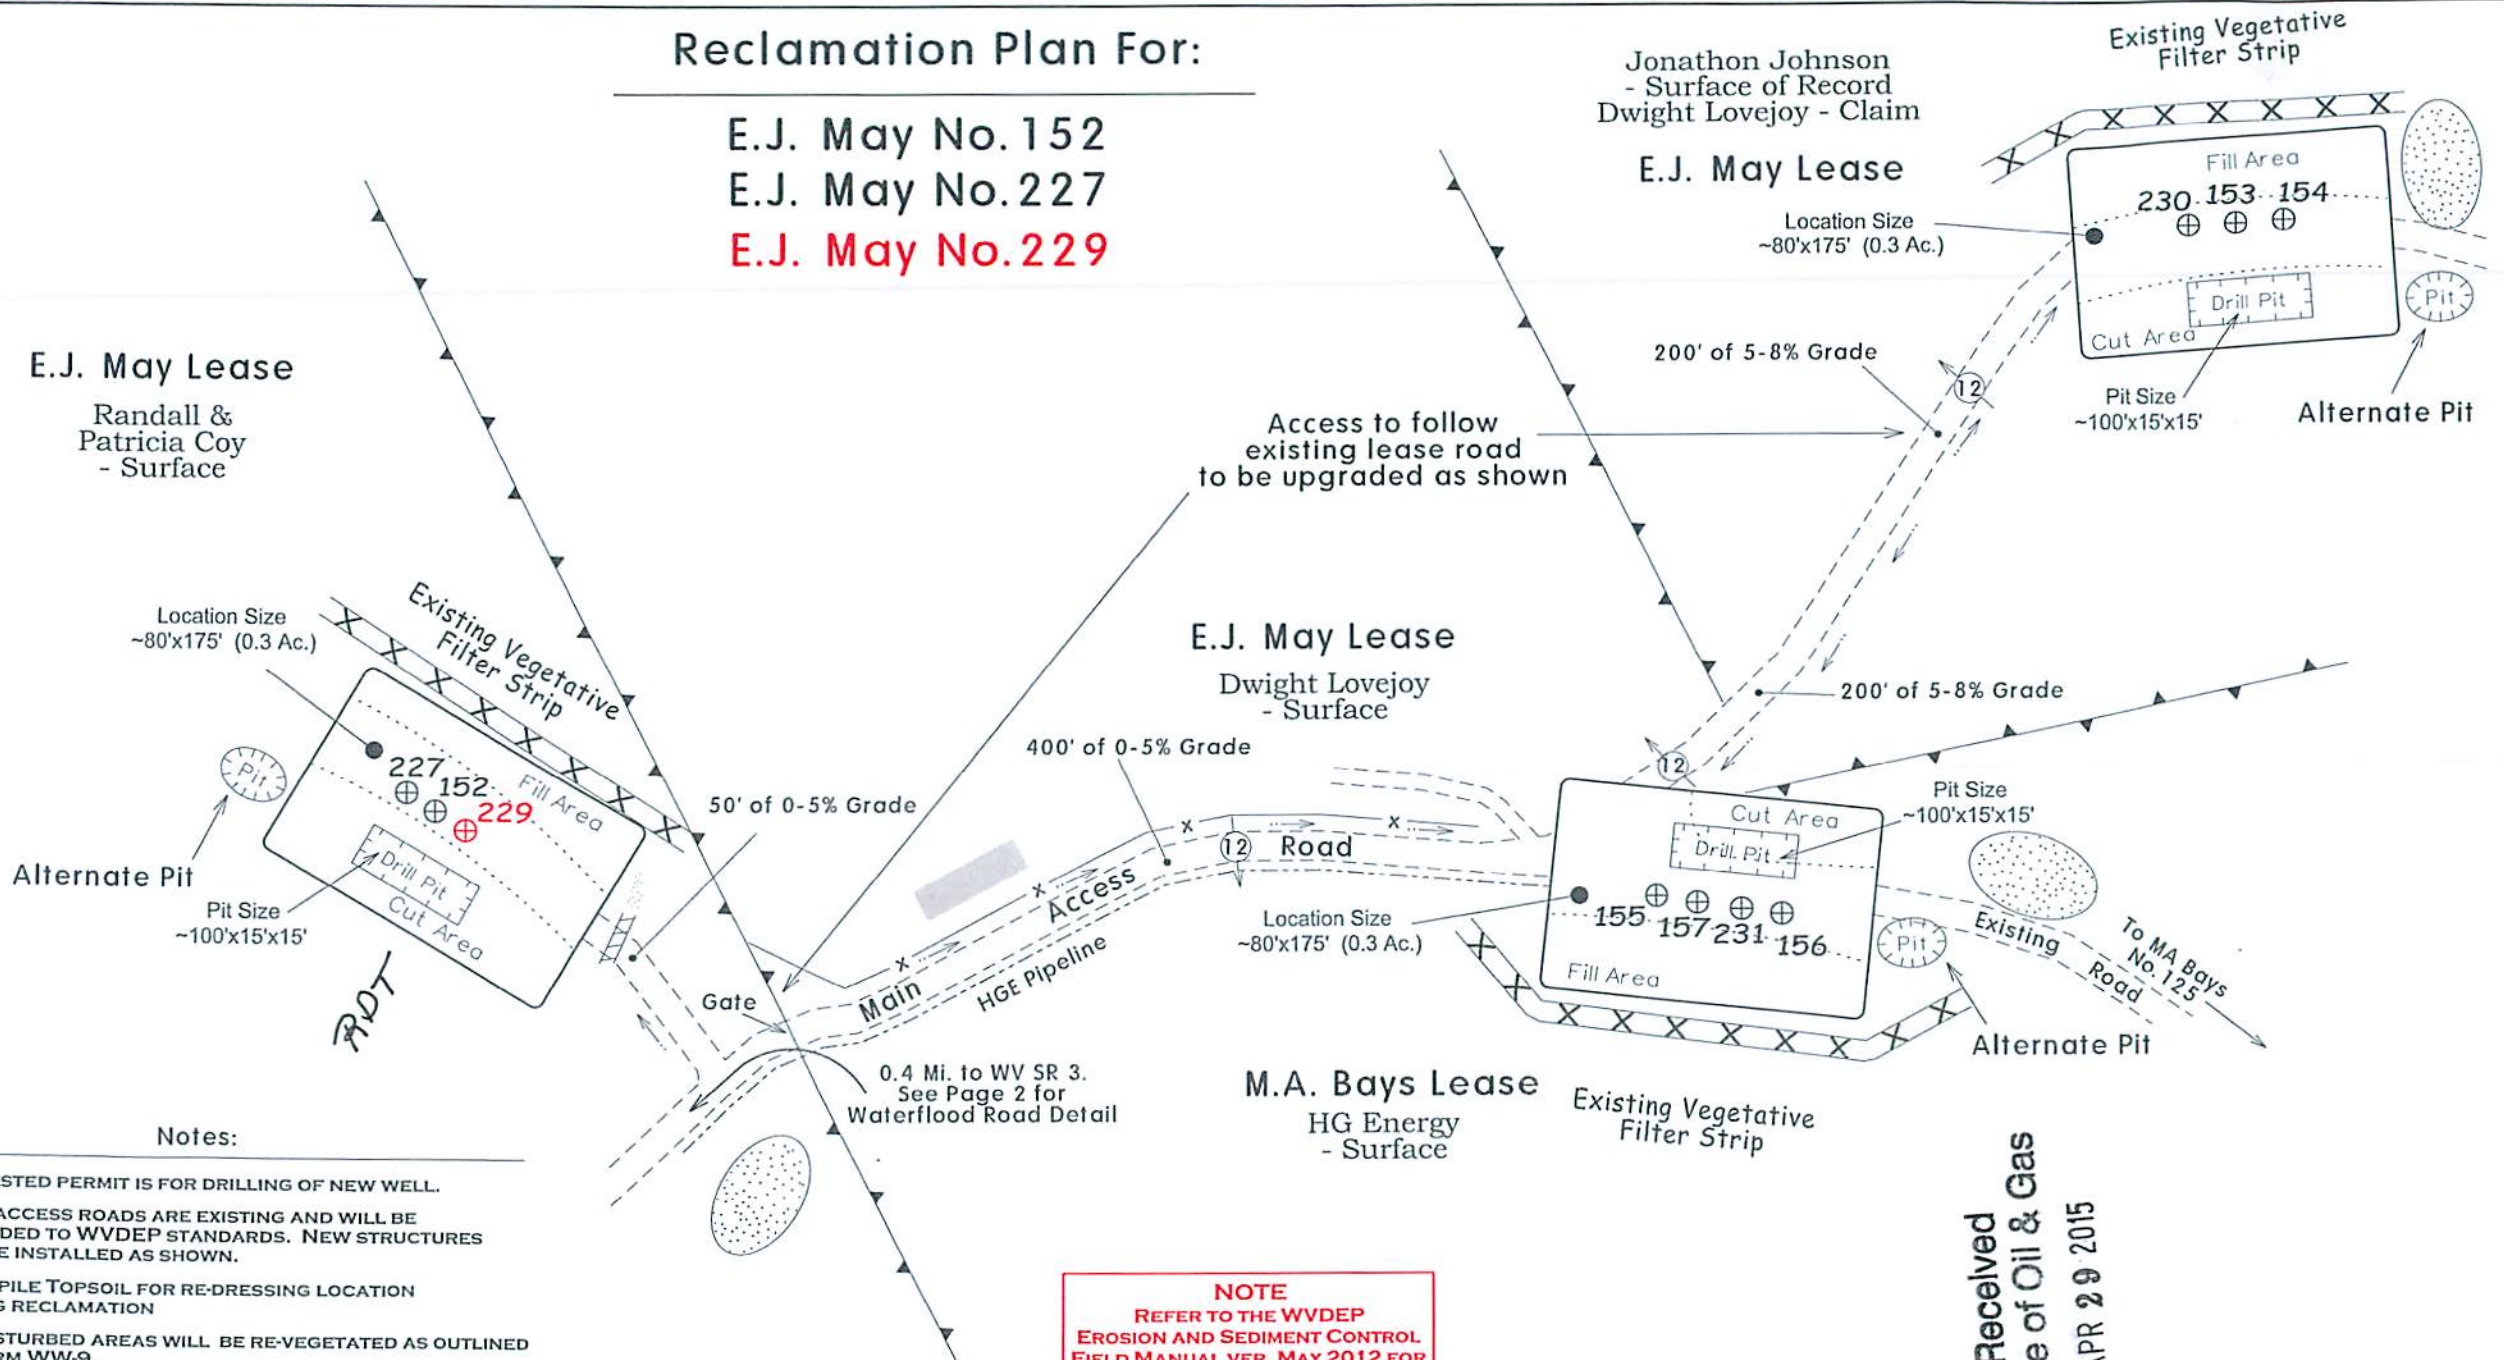 Reclamation Plan For:
E.J. May No. 152
E.J. May No. 227
E.J. May No. 229
Jonathon Johnson
- Surface of Record
Dwight Lovejoy - Claim
E.J. May Lease
Existing Vegetative
Filter Strip
Location Size
~80'x175' (0.3 Ac.)
Fill Area
230 153 154
Drill Pit
Cut Area
Pit
Pit Size
~100'x15'x15'
Alternate Pit
200' of 5-8% Grade
12
E.J. May Lease
Randall &
Patricia Coy
- Surface
Access to follow
existing lease road
to be upgraded as shown
Location Size
~80'x175' (0.3 Ac.)
Existing Vegetative
Filter Strip
227
152
229
Fill Area
Pit
Drill Pit
Cut Area
Alternate Pit
Pit Size
~100'x15'x15'
RDT
50' of 0-5% Grade
Gate
E.J. May Lease
Dwight Lovejoy
- Surface
400' of 0-5% Grade
200' of 5-8% Grade
12
Main Access Road
12
HGE Pipeline
0.4 Mi. to WV SR 3.
See Page 2 for
Waterflood Road Detail
Location Size
~80'x175' (0.3 Ac.)
Cut Area
Drill Pit
Pit Size
~100'x15'x15'
155 157 231 156
Fill Area
Pit
Alternate Pit
Existing Road
To MA Bays
No. 125
M.A. Bays Lease
HG Energy
- Surface
Existing Vegetative
Filter Strip
Notes:
STED PERMIT IS FOR DRILLING OF NEW WELL.
ACCESS ROADS ARE EXISTING AND WILL BE
DED TO WVDEP STANDARDS. NEW STRUCTURES
E INSTALLED AS SHOWN.
PILE TOPSOIL FOR RE-DRESSING LOCATION
G RECLAMATION
STURBED AREAS WILL BE RE-VEGETATED AS OUTLINED
RM WW-9
NOTE
REFER TO THE WVDEP
EROSION AND SEDIMENT CONTROL
FIELD MANUAL VER. MAY 2012 FOR
Received
e of Oil & Gas
APR 29 2015